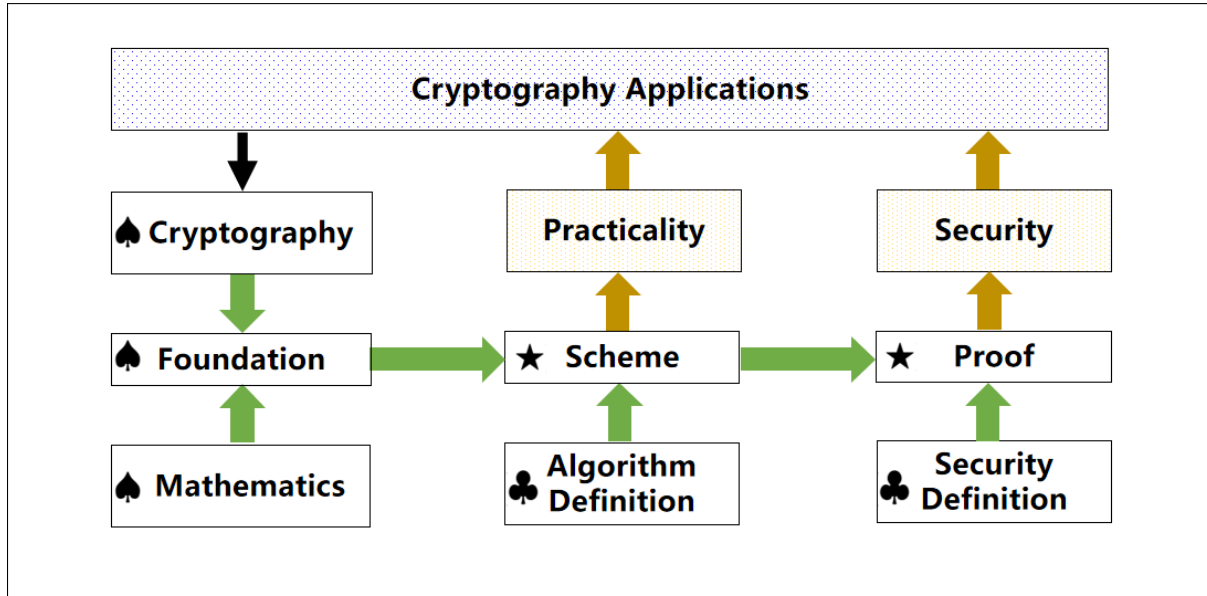 Cryptography Applications
Cryptography
Practicality
Security
Foundation
Scheme
Proof
Mathematics
Algorithm
Definition
Security
Definition